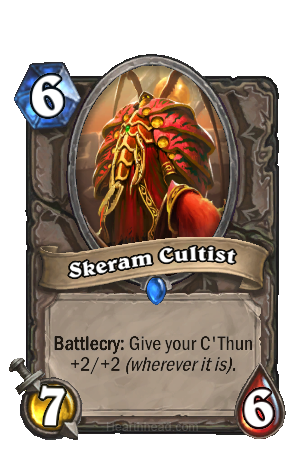 6
Skeram Cultist
Battlecry: Give your C'Thun
+2/+2 (wherever it is).
7
6